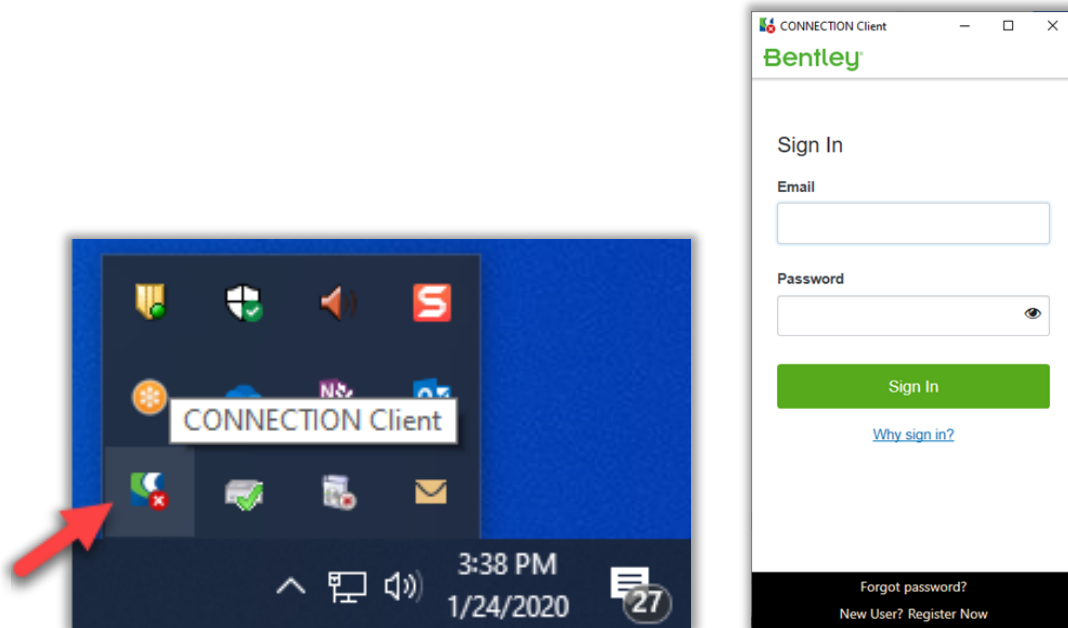 CONNECTION Client
3:38 PM
1/24/2020
27
CONNECTION Client
Bentley
Sign In
Email
Password
Sign In
Why sign in?
Forgot password?
New User? Register Now